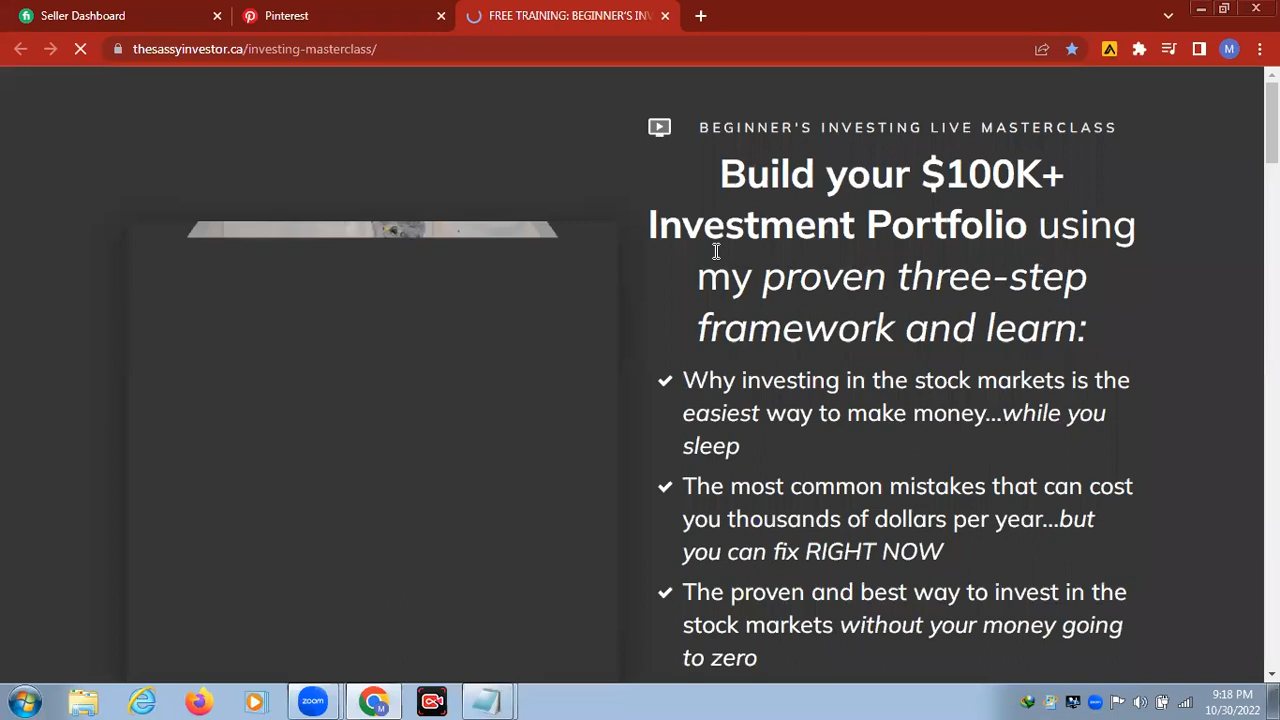 Seller Dashboard
Pinterest
FREE TRAINING: BEGINNER'S INV
thesassyinvestor.ca/investing-masterclass/
M
BEGINNER'S INVESTING LIVE MASTERCLASS
Build your $100K+
Investment Portfolio using
my proven three-step
framework and learn:
Why investing in the stock markets is the
easiest way to make money...while you
sleep
The most common mistakes that can cost
you thousands of dollars per year...but
you can fix RIGHT NOW
The proven and best way to invest in the
stock markets without your money going
to zero
zoom
M
9:18 PM
10/30/2022